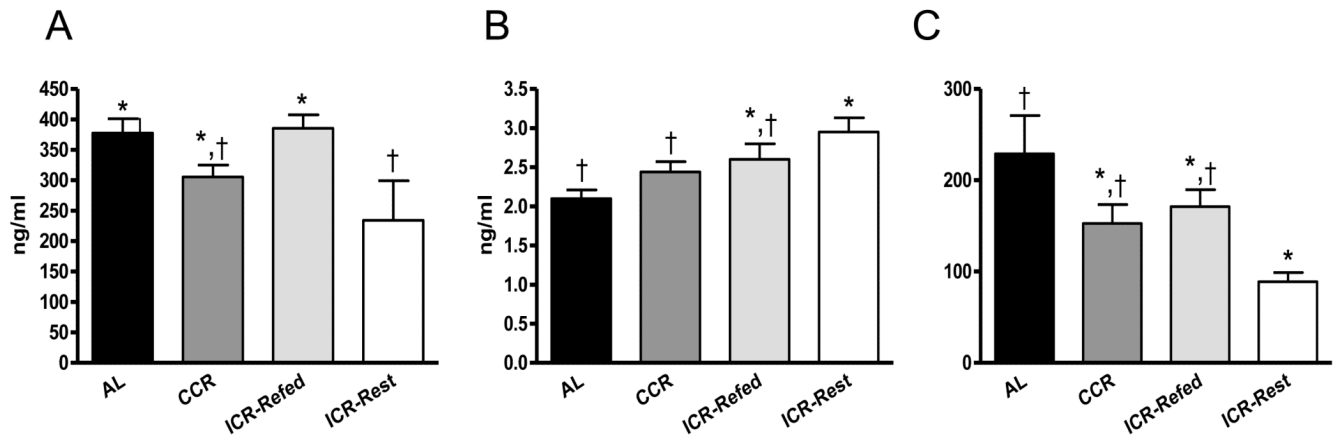 A
ng/ml
450
400
350
300
250
200
150
100
50
0
*
*,†
*
†
AL
CCR
ICR-Refed
ICR-Rest
B
ng/ml
3.5
3.0
2.5
2.0
1.5
1.0
0.5
0.0
†
†
*,†
*
AL
CCR
ICR-Refed
ICR-Rest
C
300
200
100
0
†
*,†
*,†
*
AL
CCR
ICR-Refed
ICR-Rest